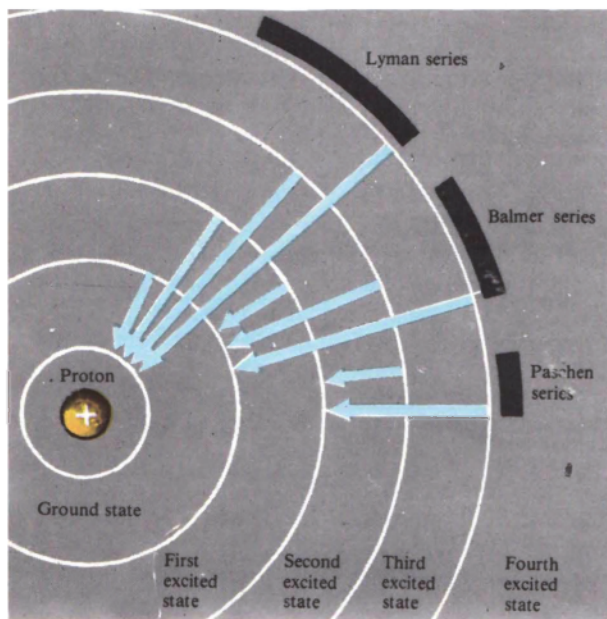 Lyman series
Balmer series
Paschen
series
Proton
+
Ground state
First
excited
state
Second
excited
state
Third
excited
state
Fourth
excited
state